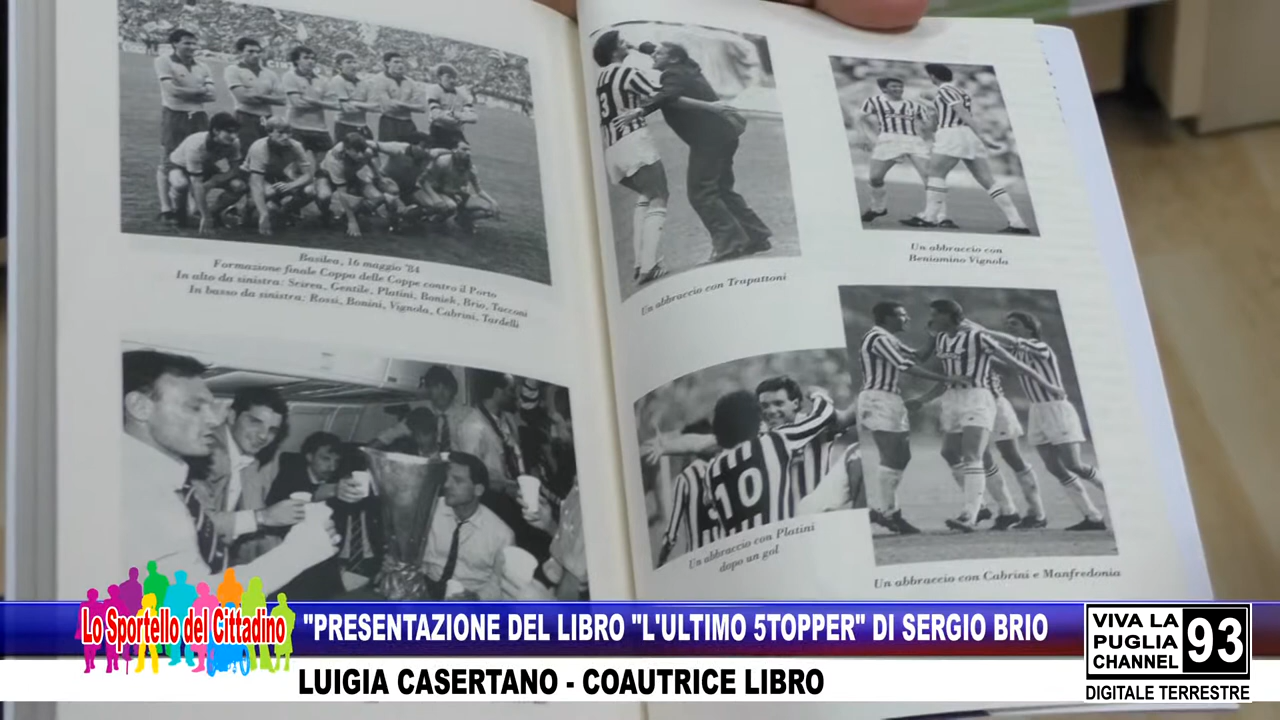 Basilea, 16 maggio '84
Formazione finale Coppa delle Coppe contro il Porto
In alto da sinistra: Scirea, Gentile, Platini, Boniek, Brio, Tacconi
In basso da sinistra: Rossi, Bonini, Vignola, Cabrini, Tardelli
Un abbraccio con Trapattoni
Un abbraccio con
Beniamino Vignola
3
10
Un abbraccio con Platini
dopo un gol
Un abbraccio con Cabrini e Manfredonia
Lo Sportello del Cittadino
"PRESENTAZIONE DEL LIBRO "L'ULTIMO 5TOPPER" DI SERGIO BRIO
LUIGIA CASERTANO - COAUTRICE LIBRO
VIVA LA
PUGLIA
CHANNEL
93
DIGITALE TERRESTRE